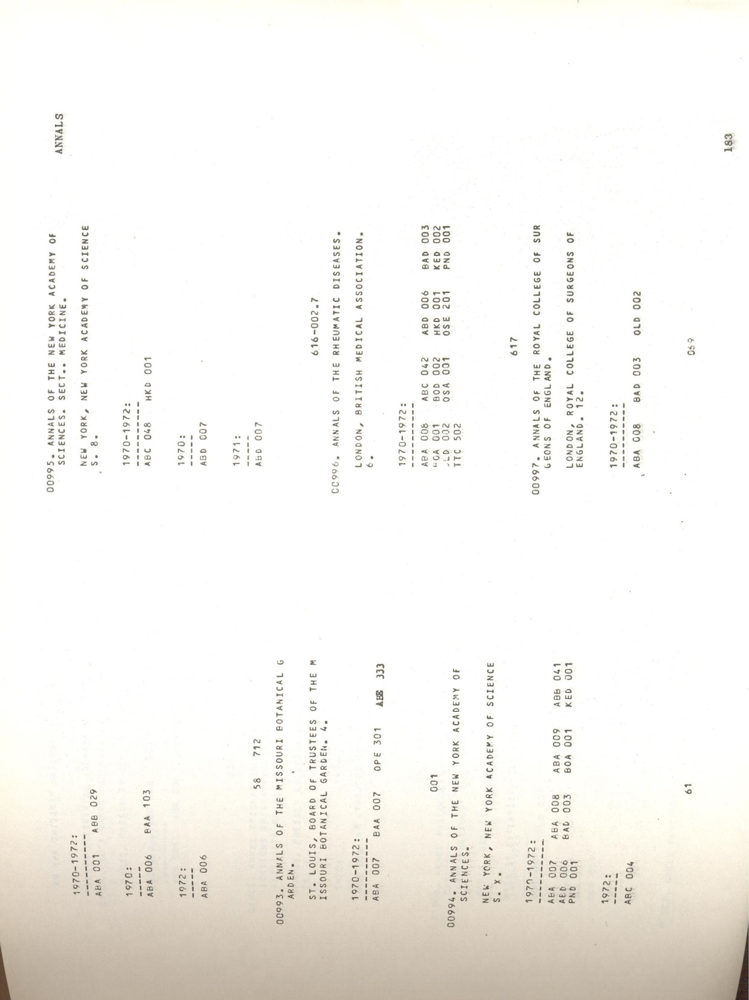 ANNALS
1970-1972:
----------
ABA 001 ABB 029
1970:
-----
ABA 006 BAA 103
1972:
-----
ABA 006
58 712
00993. ANNALS OF THE MISSOURI BOTANICAL G
ARDEN.
ST. LOUIS, BOARD OF TRUSTEES OF THE M
ISSOURI BOTANICAL GARDEN. 4.
1970-1972:
----------
ABA 007 BAA 007 OPE 301 ABE 333
001
00994. ANNALS OF THE NEW YORK ACADEMY OF
SCIENCES.
NEW YORK, NEW YORK ACADEMY OF SCIENCE
S. X.
1970-1972:
----------
ABA 007 ABA 008 ABA 009 ABB 041
AED 006 BAD 003 BOA 001 KED 001
PND 001
1972:
-----
ABC 004
61
00995. ANNALS OF THE NEW YORK ACADEMY OF
SCIENCES. SECT.. MEDICINE.
NEW YORK, NEW YORK ACADEMY OF SCIENCE
S. 8.
1970-1972:
----------
ABC 048 HKD 001
1970:
-----
ABD 007
1971:
-----
ABD 007
616-002.7
00996. ANNALS OF THE RHEUMATIC DISEASES.
LONDON, BRITISH MEDICAL ASSOCIATION.
6.
1970-1972:
----------
ABA 008 ABC 042 ABD 006 BAD 003
001 BOD 002 HKD 001 KED 002
002 OSA 001 OSE 201 PND 001
TTC 502
617
00997. ANNALS OF THE ROYAL COLLEGE OF SUR
GEONS OF ENGLAND.
LONDON, ROYAL COLLEGE OF SURGEONS OF
ENGLAND. 12.
1970-1972:
----------
ABA 008 BAD 003 OLD 002
059
183